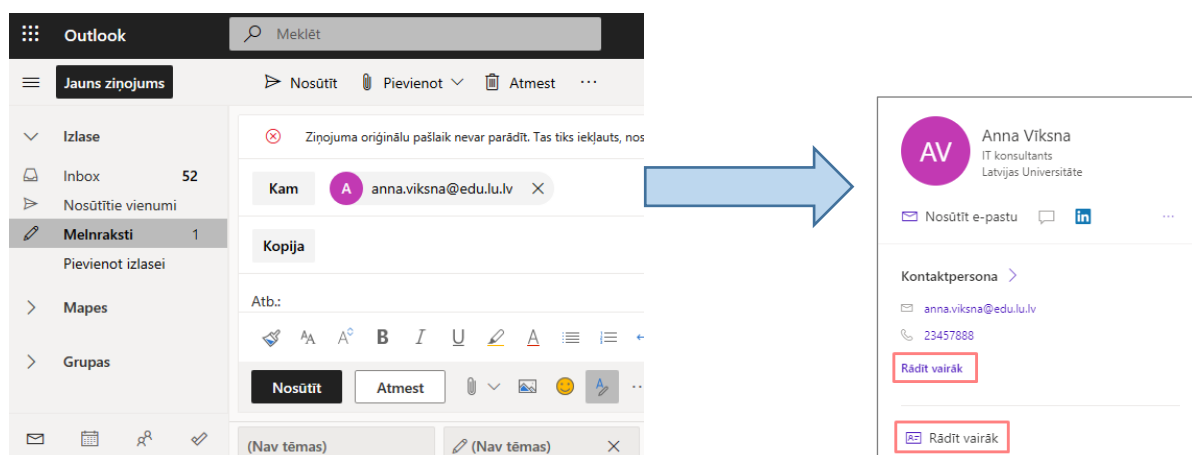 Outlook
Meklēt
Jauns ziņojums
Nosūtīt Pievienot Atmest ...
Izlase
Inbox 52
Nosūtītie vienumi
Melnraksti 1
Pievienot izlasei
Mapes
Grupas
Ziņojuma oriģinālu pašlaik nevar parādīt. Tas tiks iekļauts, nos
Kam A anna.viksna@edu.lu.lv
Kopija
Atb.:
B I U A
Nosūtīt Atmest
(Nav tēmas) (Nav tēmas)
AV
Anna Vīksna
IT konsultants
Latvijas Universitāte
Nosūtīt e-pastu in ...
Kontaktpersona
anna.viksna@edu.lu.lv
23457888
Rādīt vairāk
Rādīt vairāk